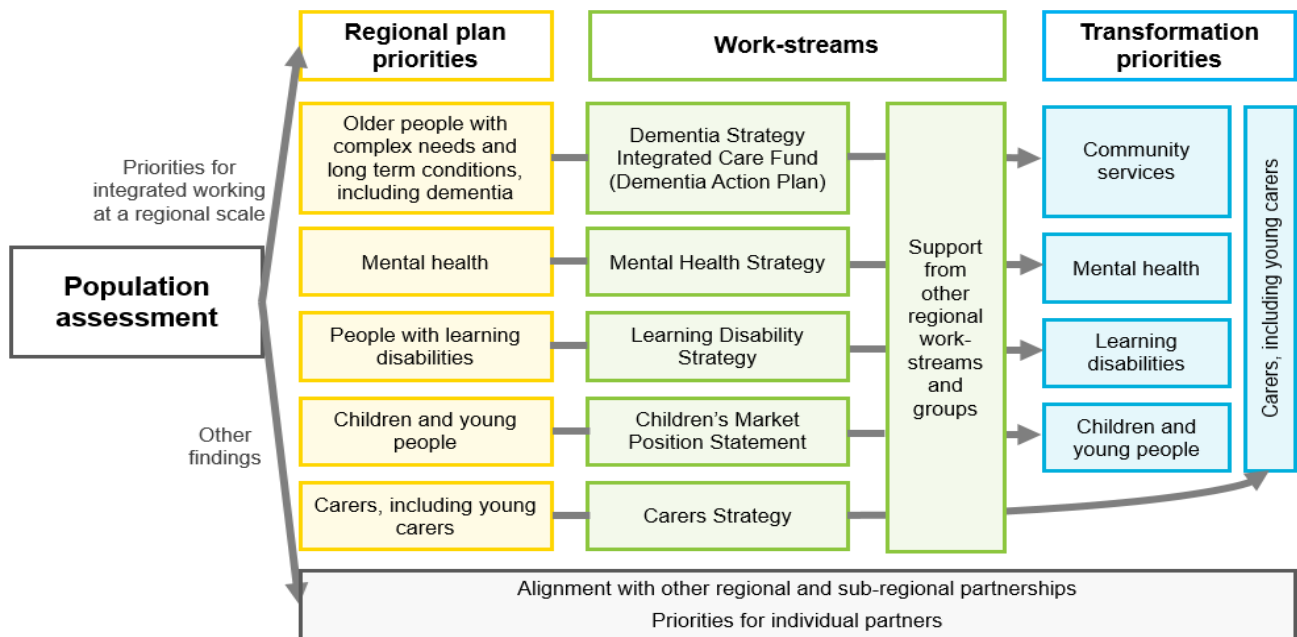 Regional plan
priorities
Work-streams
Transformation
priorities
Priorities for
integrated working
at a regional scale
Population
assessment
Other
findings
Older people with
complex needs and
long term conditions,
including dementia
Dementia Strategy
Integrated Care Fund
(Dementia Action Plan)
Community
services
Mental health
Mental Health Strategy
Mental health
People with learning
disabilities
Learning Disability
Strategy
Learning
disabilities
Children and young
people
Children’s Market
Position Statement
Children and
young people
Carers, including young
carers
Carers Strategy
Support
from
other
regional
work-
streams
and
groups
Carers, including young carers
Alignment with other regional and sub-regional partnerships
Priorities for individual partners